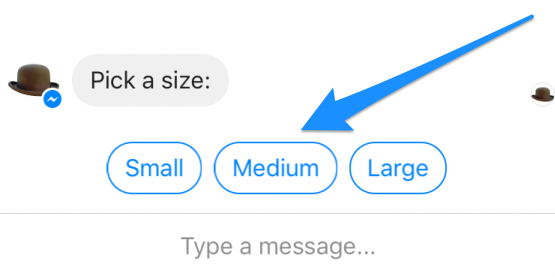 Pick a size:
Small Medium Large
Type a message...